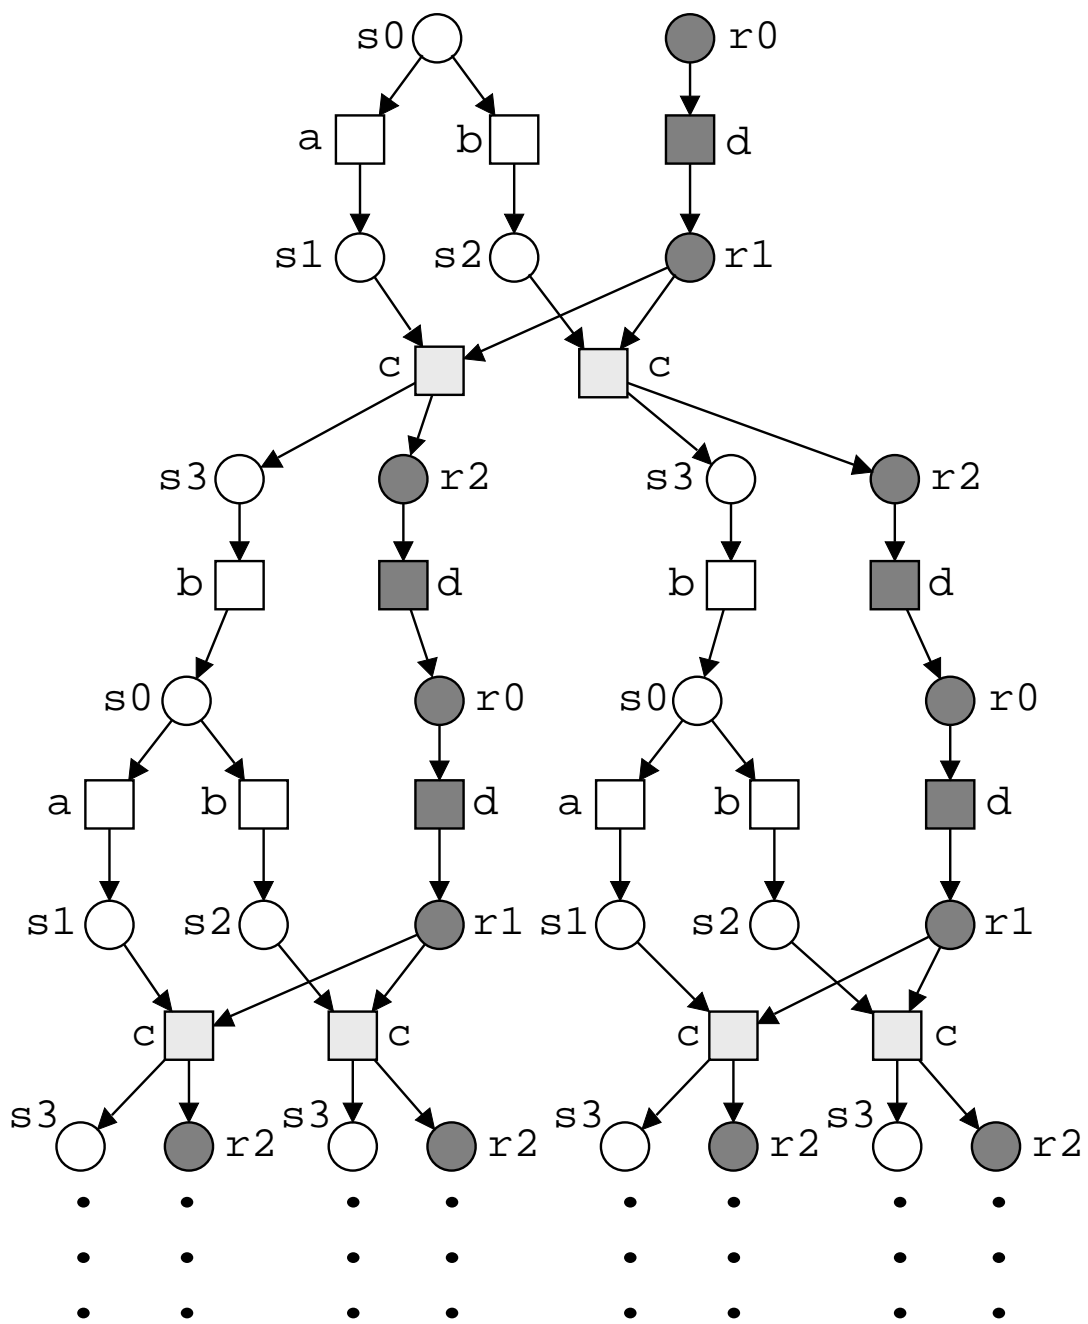 s0 r0
a b d
s1 s2 r1
c c
s3 r2 s3 r2
b d b d
s0 r0 s0 r0
a b d a b d
s1 s2 r1 s1 s2 r1
c c c c
s3 r2 s3 r2 s3 r2 s3 r2